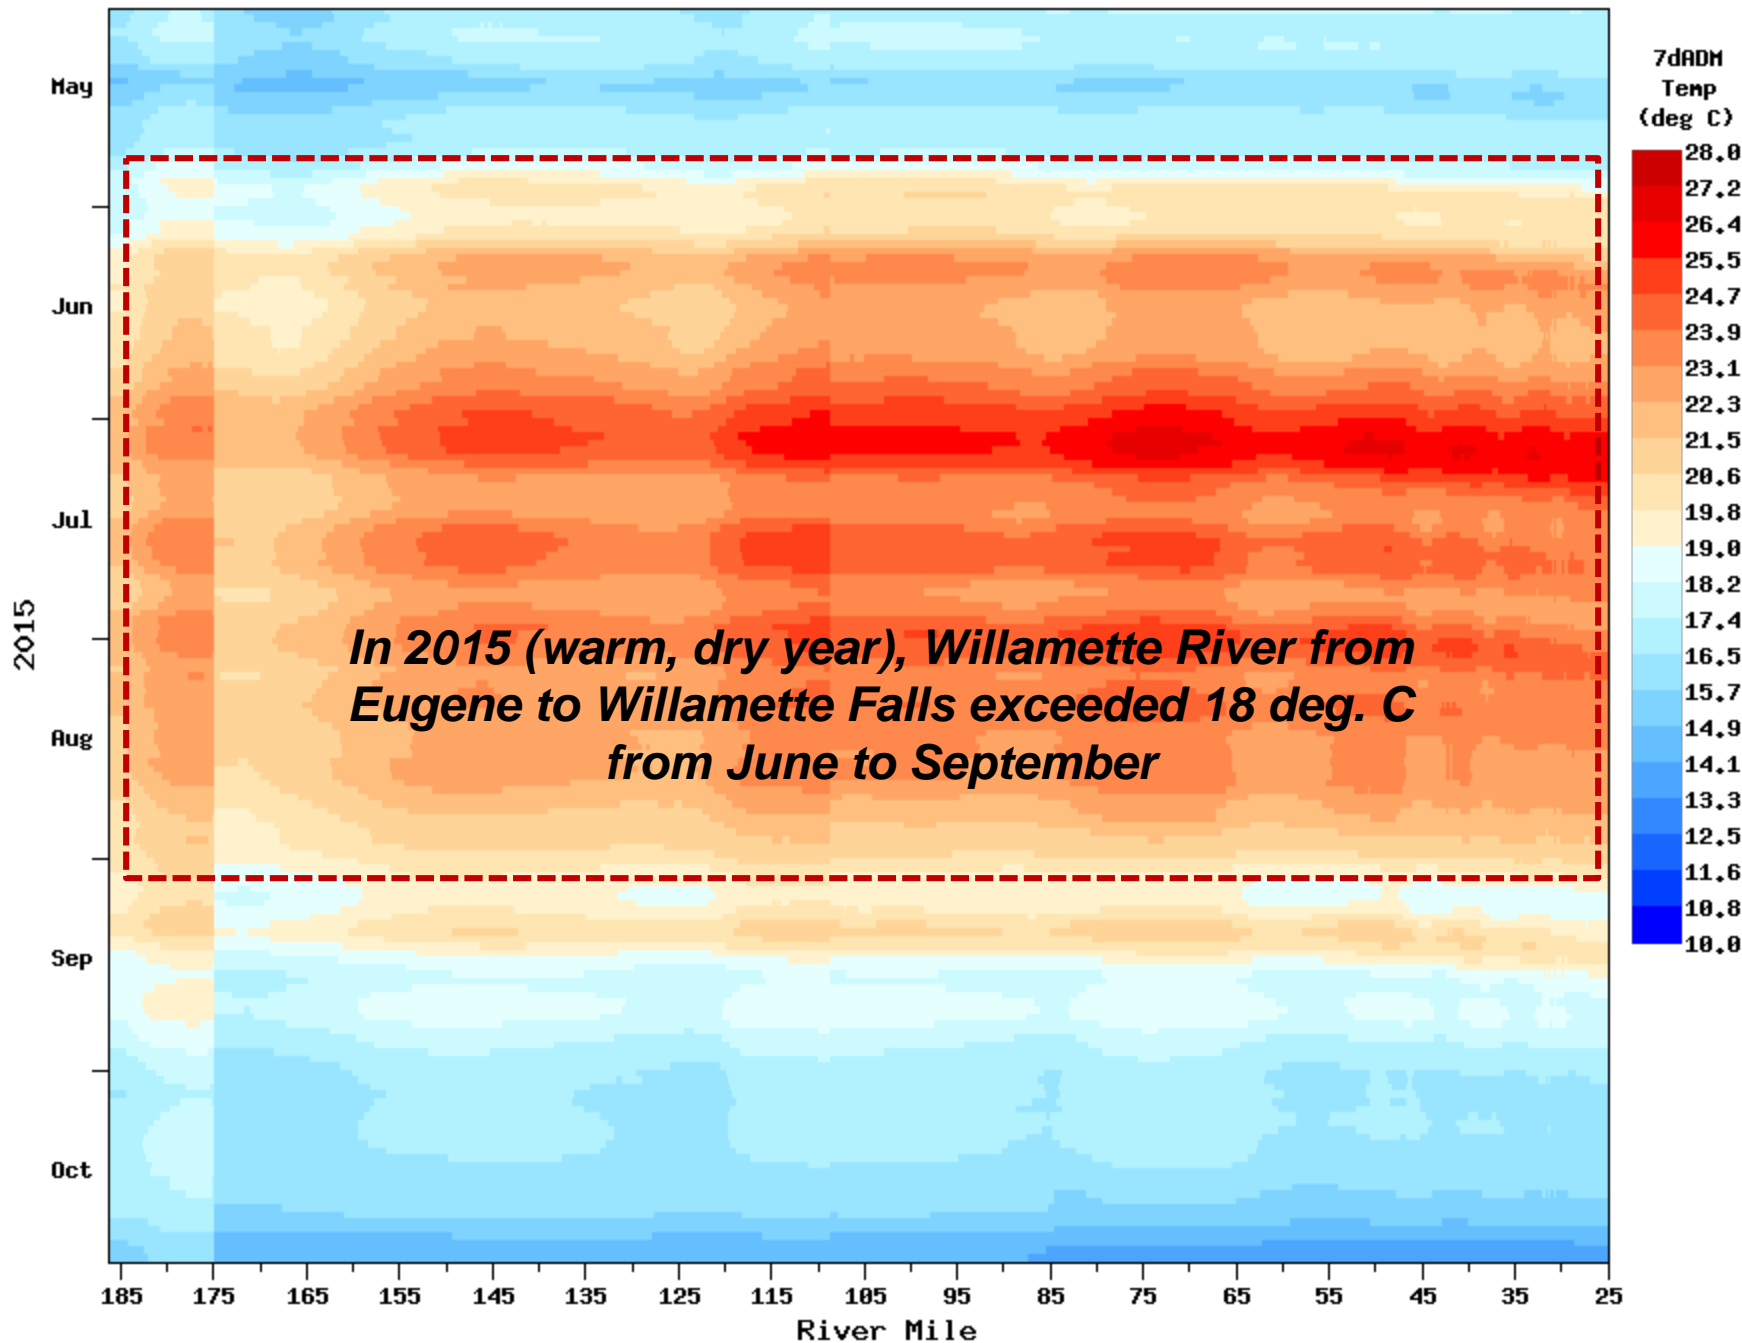 7dADM
Temp
(deg C)
28.0
27.2
26.4
25.5
24.7
23.9
23.1
22.3
21.5
20.6
19.8
19.0
18.2
17.4
16.5
15.7
14.9
14.1
13.3
12.5
11.6
10.8
10.0
2015
May
Jun
Jul
Aug
Sep
Oct
In 2015 (warm, dry year), Willamette River from
Eugene to Willamette Falls exceeded 18 deg. C
from June to September
185 175 165 155 145 135 125 115 105 95 85 75 65 55 45 35 25
River Mile